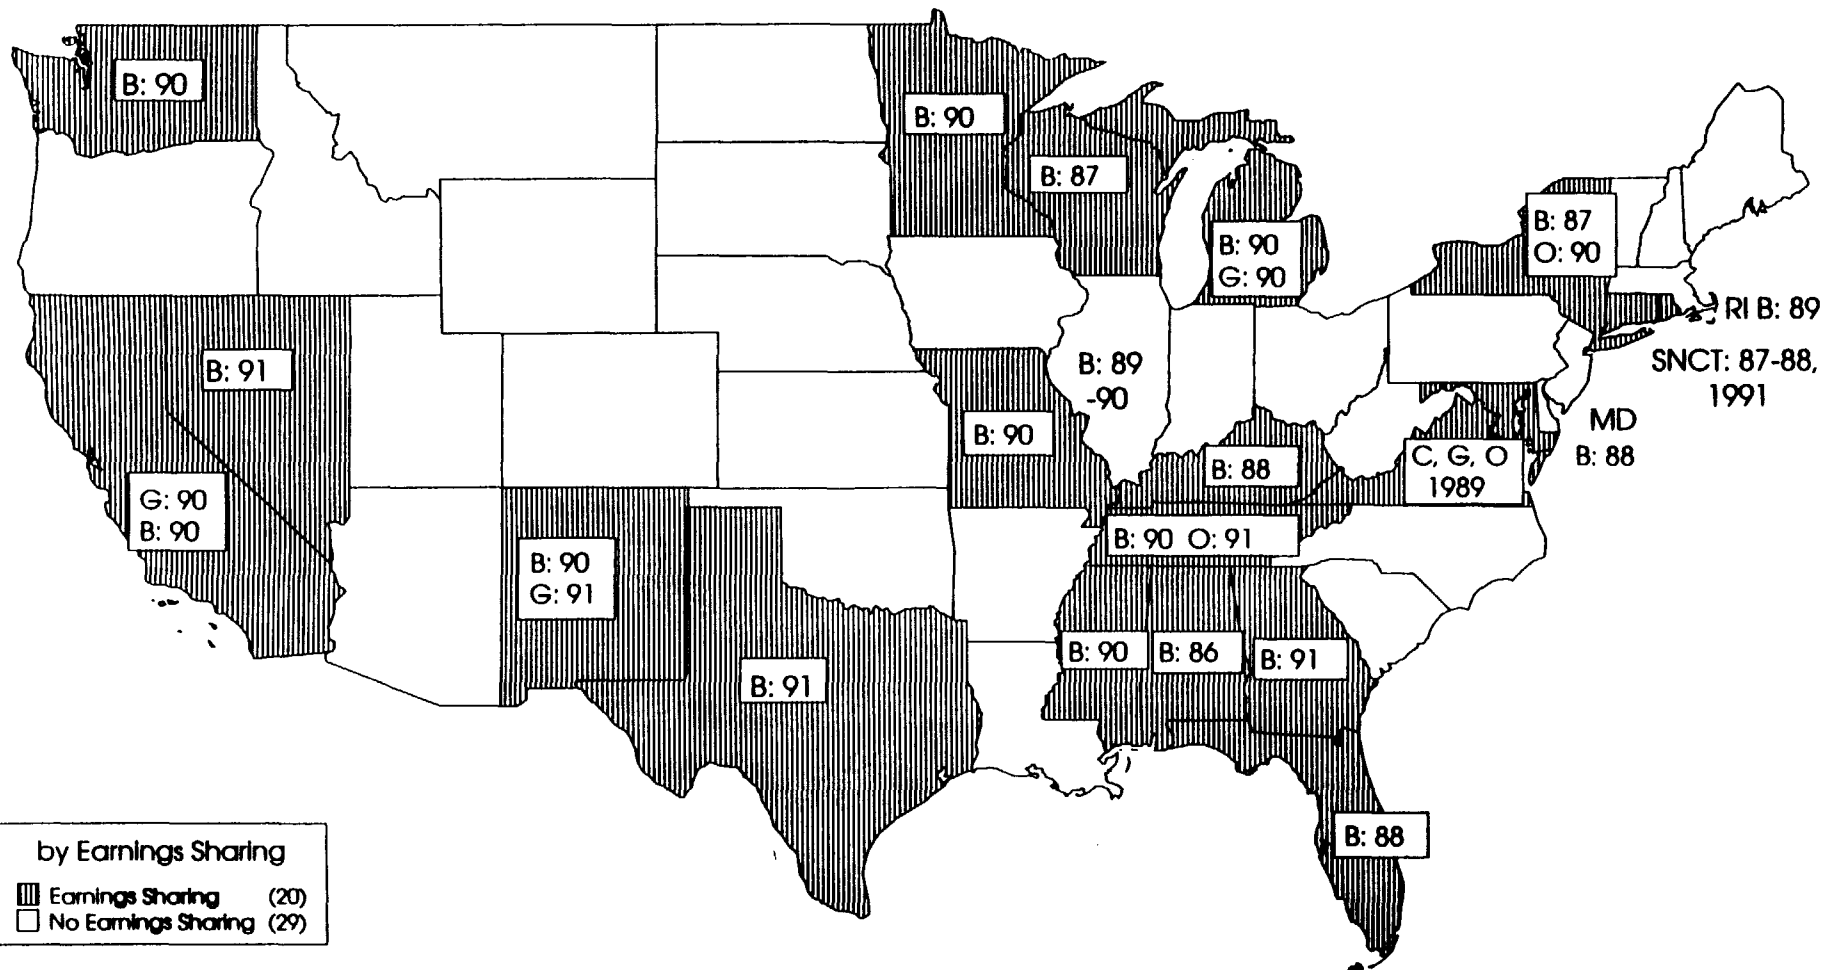 B: 90
B: 90
B: 87
B: 90
G: 90
B: 87
O: 90
RI B: 89
SNCT: 87-88,
1991
MD
B: 88
B: 91
B: 89
-90
B: 90
B: 88
C, G, O
1989
G: 90
B: 90
B: 90
G: 91
B: 90 O: 91
B: 91
B: 90
B: 86
B: 91
B: 88
by Earnings Sharing
Earnings Sharing (20)
No Earnings Sharing (29)